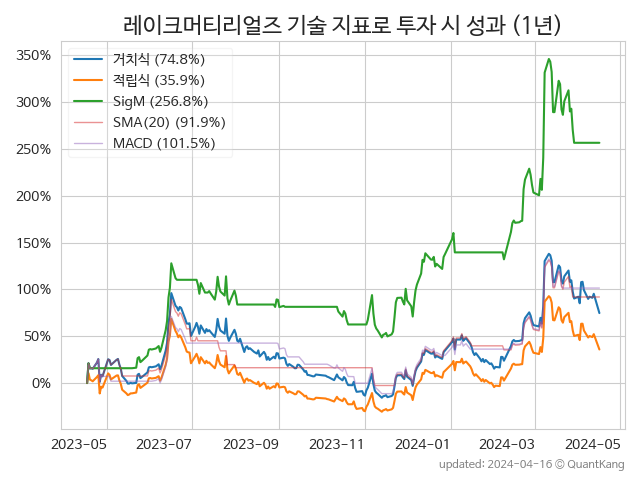 레이크머티리얼즈 기술 지표로 투자 시 성과 (1년)
350%
300%
250%
200%
150%
100%
50%
0%
거치식 (74.8%)
적립식 (35.9%)
SigM (256.8%)
SMA(20) (91.9%)
MACD (101.5%)
2023-05 2023-07 2023-09 2023-11 2024-01 2024-03 2024-05
updated: 2024-04-16 © QuantKang